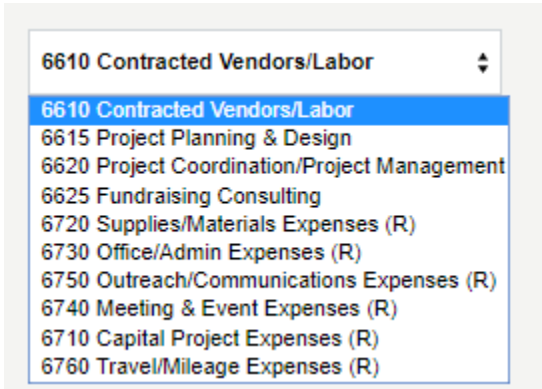 6610 Contracted Vendors/Labor
6610 Contracted Vendors/Labor
6615 Project Planning & Design
6620 Project Coordination/Project Management
6625 Fundraising Consulting
6720 Supplies/Materials Expenses (R)
6730 Office/Admin Expenses (R)
6750 Outreach/Communications Expenses (R)
6740 Meeting & Event Expenses (R)
6710 Capital Project Expenses (R)
6760 Travel/Mileage Expenses (R)